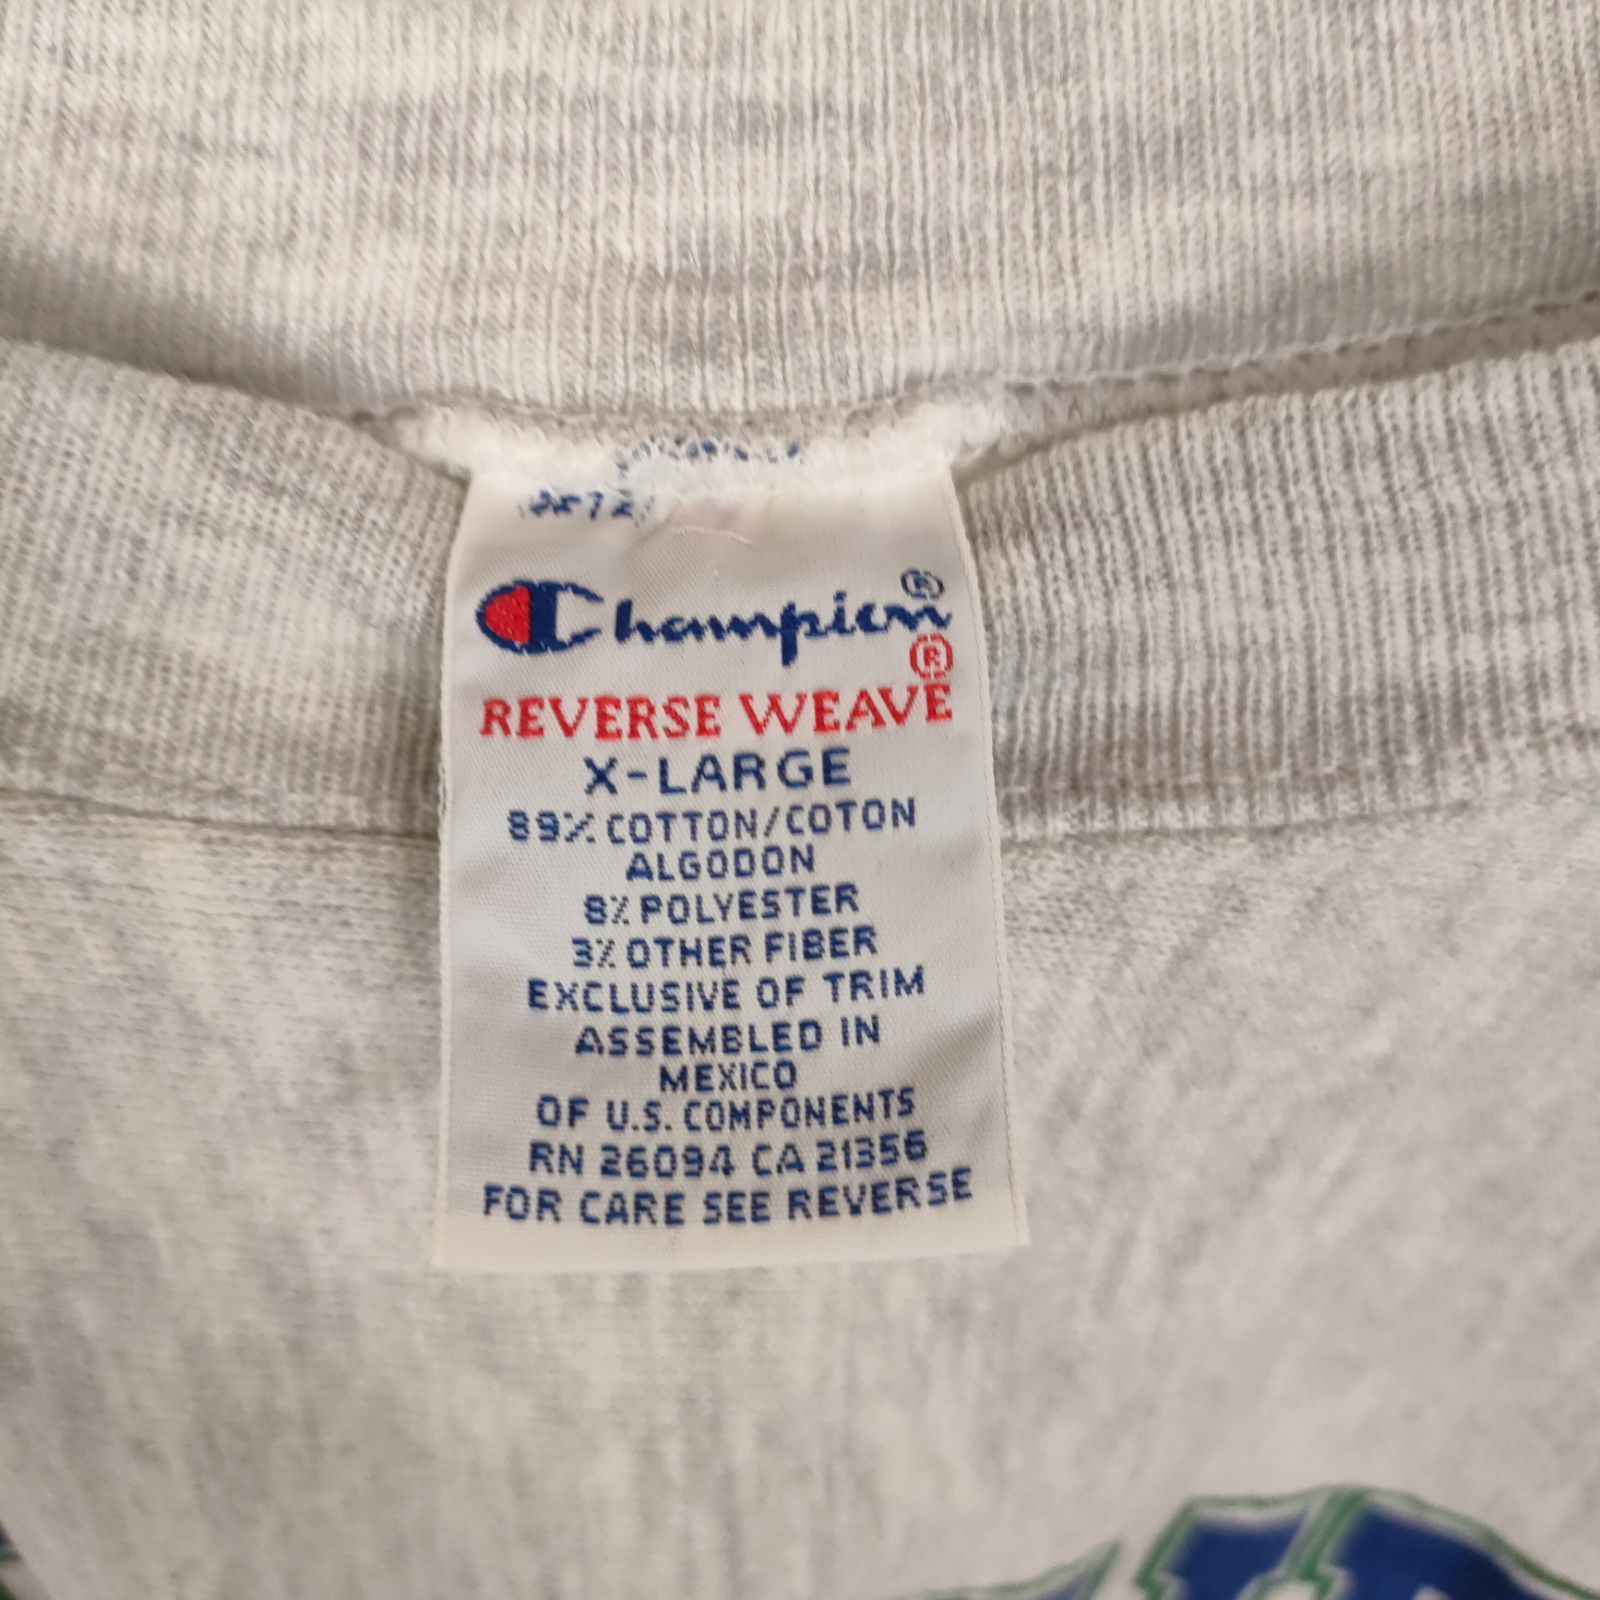 Champion®
REVERSE WEAVE®
X-LARGE
89% COTTON/COTON
ALGODON
8% POLYESTER
3% OTHER FIBER
EXCLUSIVE OF TRIM
ASSEMBLED IN
MEXICO
OF U.S. COMPONENTS
RN 26094 CA 21356
FOR CARE SEE REVERSE